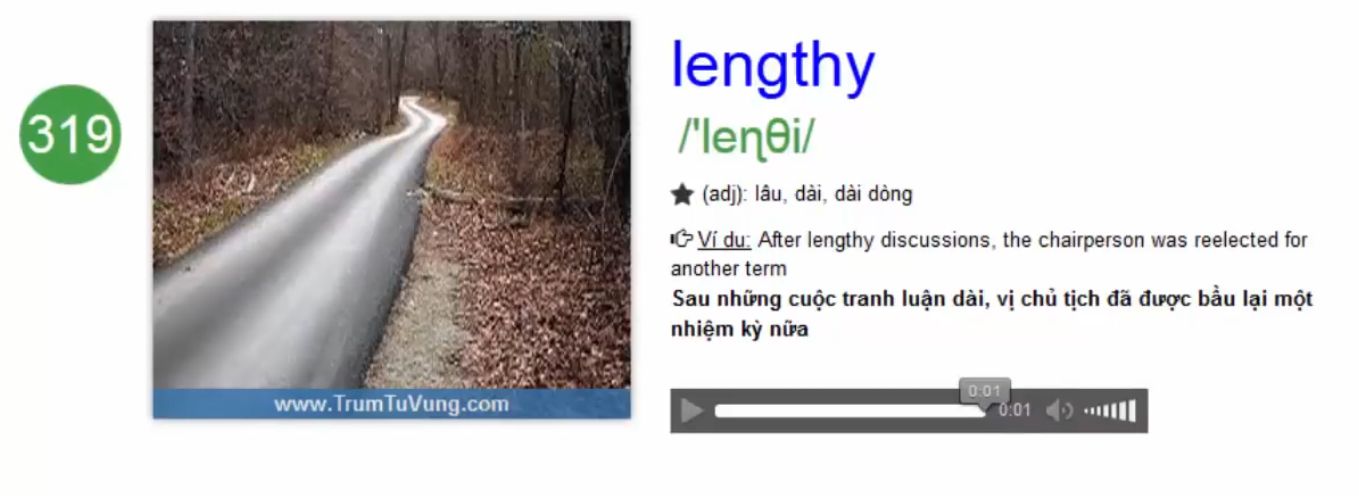 319
lengthy
/'leɳθi/
★ (adj): lâu, dài, dài dòng
Ví du: After lengthy discussions, the chairperson was reelected for
another term
Sau những cuộc tranh luận dài, vị chủ tịch đã được bầu lại một
nhiệm kỳ nữa
www.TrumTuVung.com
0:01
0:01